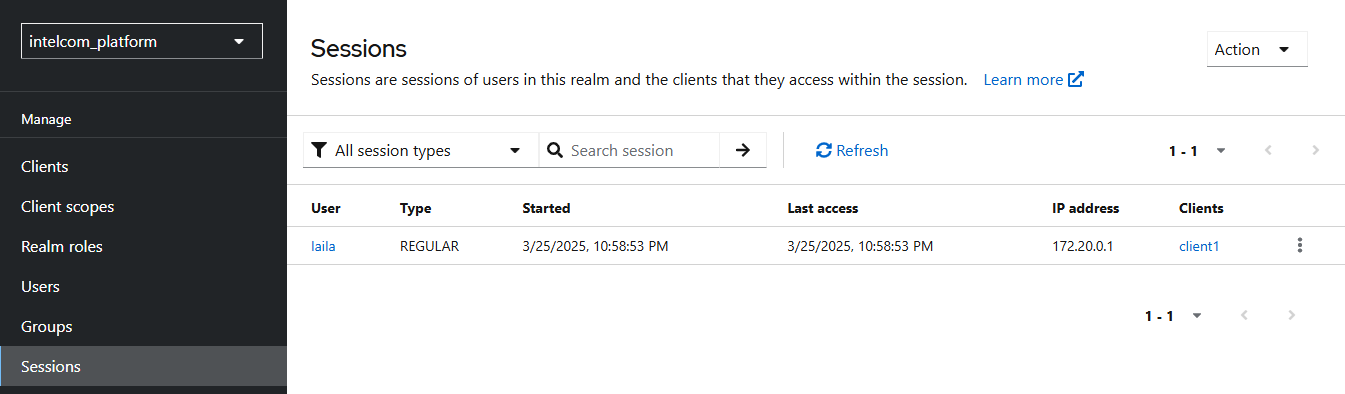 intelcom_platform
Manage
Clients
Client scopes
Realm roles
Users
Groups
Sessions
Sessions
Action
Sessions are sessions of users in this realm and the clients that they access within the session. Learn more
All session types Search session Refresh 1 - 1
User Type Started Last access IP address Clients
laila REGULAR 3/25/2025, 10:58:53 PM 3/25/2025, 10:58:53 PM 172.20.0.1 client1
1 - 1